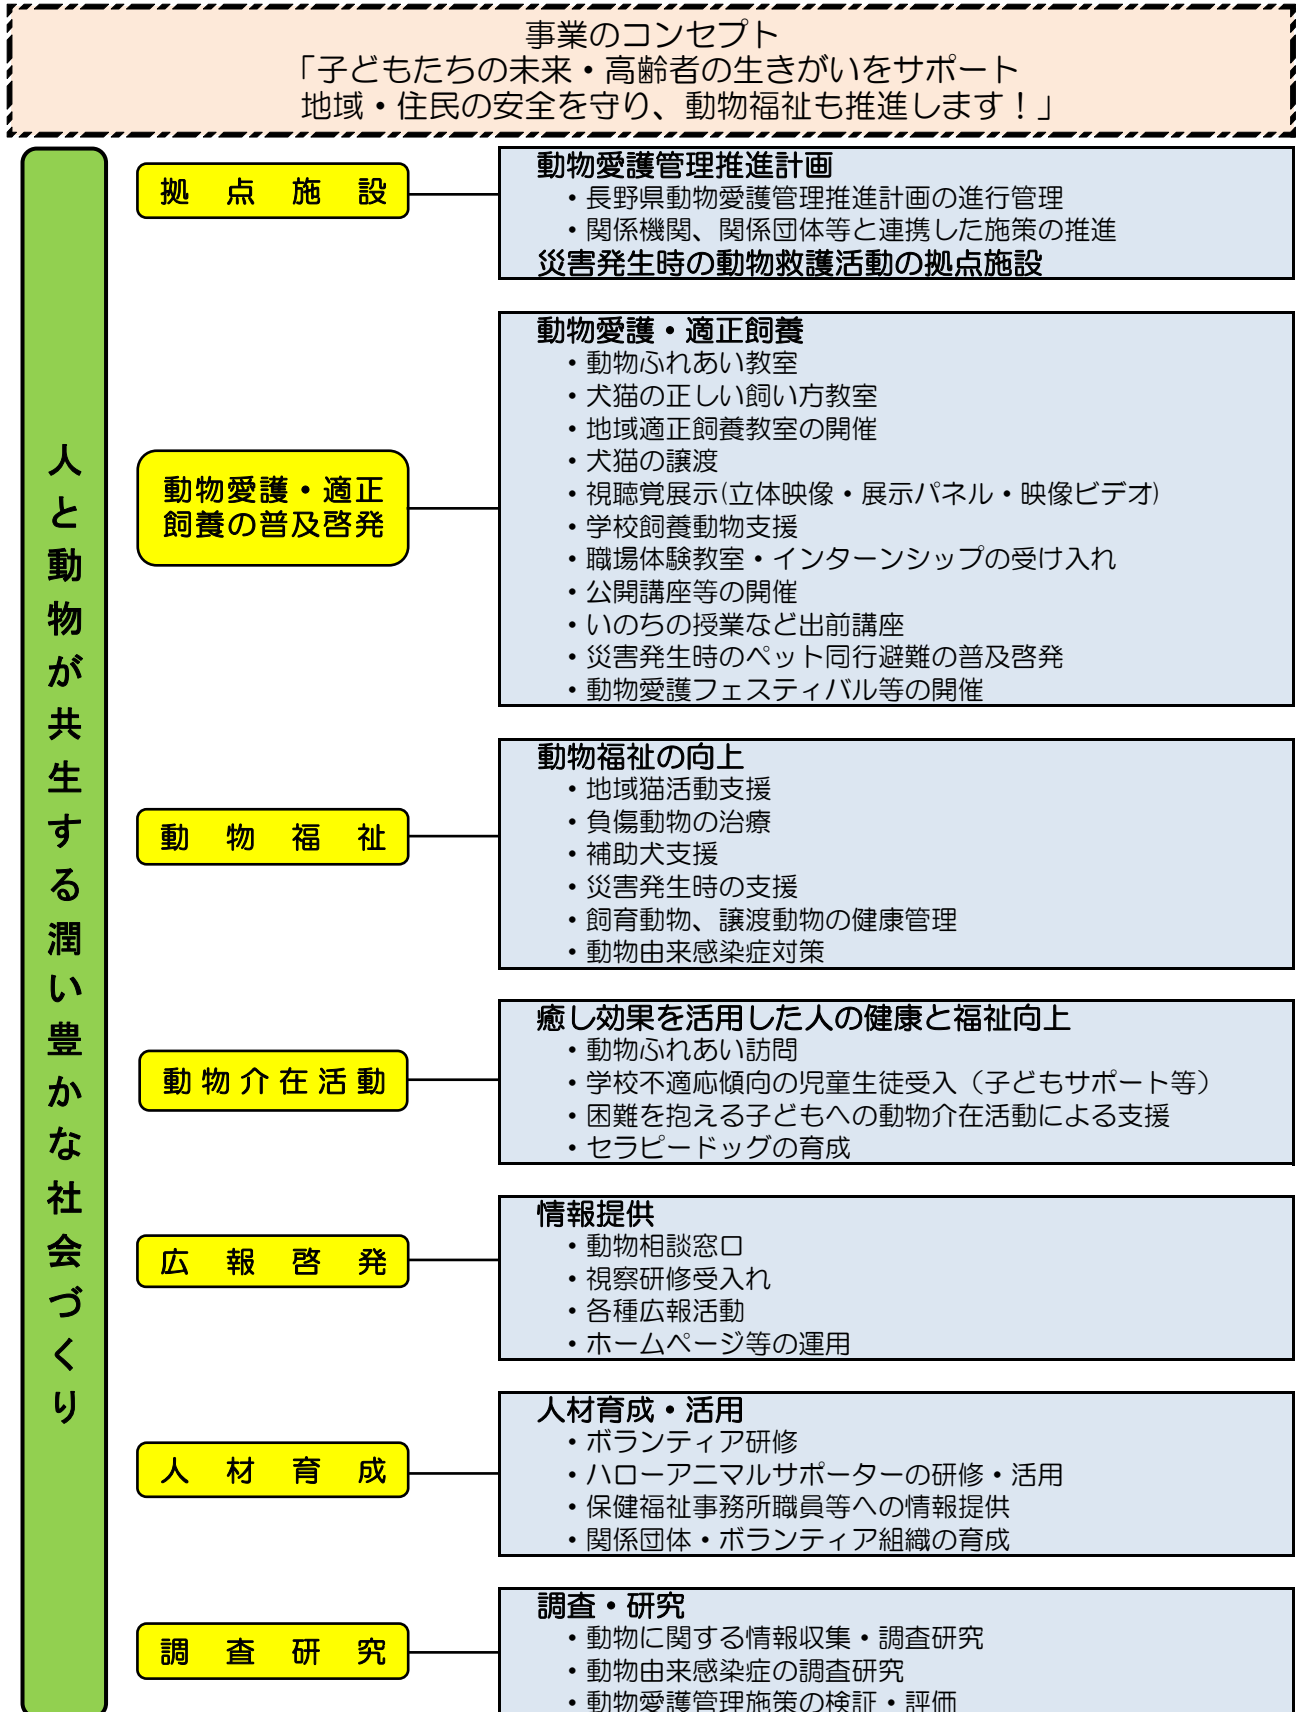 事業のコンセプト
「子どもたちの未来・高齢者の生きがいをサポート
地域・住民の安全を守り、動物福祉も推進します！」
人と動物が共生する潤い豊かな社会づくり
拠点施設
動物愛護管理推進計画
・長野県動物愛護管理推進計画の進行管理
・関係機関、関係団体等と連携した施策の推進
災害発生時の動物救護活動の拠点施設
動物愛護・適正
飼養の普及啓発
動物愛護・適正飼養
・動物ふれあい教室
・犬猫の正しい飼い方教室
・地域適正飼養教室の開催
・犬猫の譲渡
・視聴覚展示(立体映像・展示パネル・映像ビデオ)
・学校飼養動物支援
・職場体験教室・インターンシップの受け入れ
・公開講座等の開催
・いのちの授業など出前講座
・災害発生時のペット同行避難の普及啓発
・動物愛護フェスティバル等の開催
動物福祉
動物福祉の向上
・地域猫活動支援
・負傷動物の治療
・補助犬支援
・災害発生時の支援
・飼育動物、譲渡動物の健康管理
・動物由来感染症対策
動物介在活動
癒し効果を活用した人の健康と福祉向上
・動物ふれあい訪問
・学校不適応傾向の児童生徒受入（子どもサポート等）
・困難を抱える子どもへの動物介在活動による支援
・セラピードッグの育成
広報啓発
情報提供
・動物相談窓口
・視察研修受入れ
・各種広報活動
・ホームページ等の運用
人材育成
人材育成・活用
・ボランティア研修
・ハローアニマルサポーターの研修・活用
・保健福祉事務所職員等への情報提供
・関係団体・ボランティア組織の育成
調査研究
調査・研究
・動物に関する情報収集・調査研究
・動物由来感染症の調査研究
・動物愛護管理施策の検証・評価